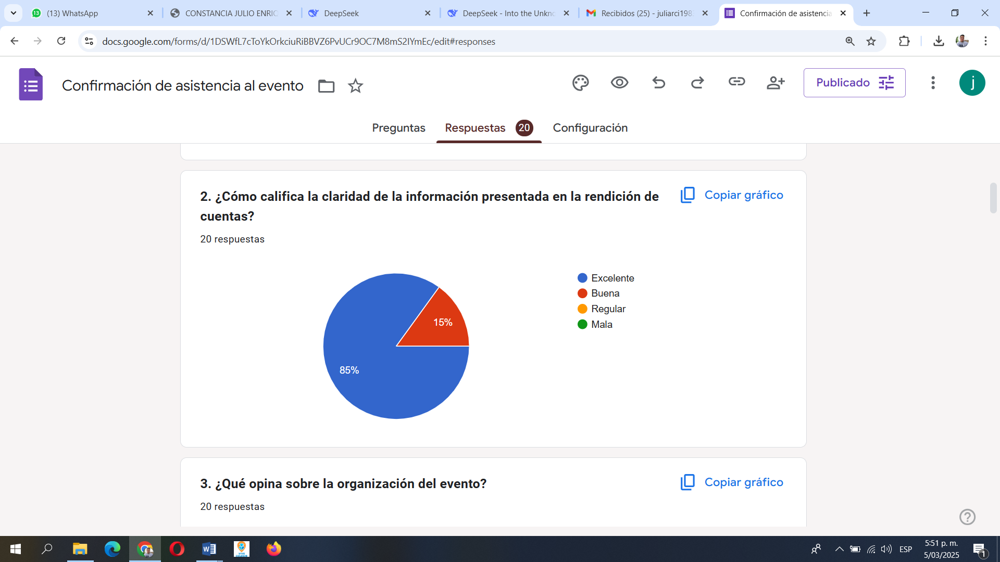 (13) WhatsApp
CONSTANCIA JULIO ENRIC
DeepSeek
DeepSeek - Into the Unkno
Recibidos (25) - juliarci198
Confirmación de asistencia
docs.google.com/forms/d/1DSWfL7cToYkOrkciuRiBBVZ6PvUCr9OC7M8mS2IYmEc/edit#responses
Confirmación de asistencia al evento
Publicado
j
Preguntas
Respuestas
20
Configuración
2. ¿Cómo califica la claridad de la información presentada en la rendición de
cuentas?
Copiar gráfico
20 respuestas
Excelente
Buena
Regular
Mala
15%
85%
3. ¿Qué opina sobre la organización del evento?
Copiar gráfico
20 respuestas
ESP
5:51 p. m.
5/03/2025
1